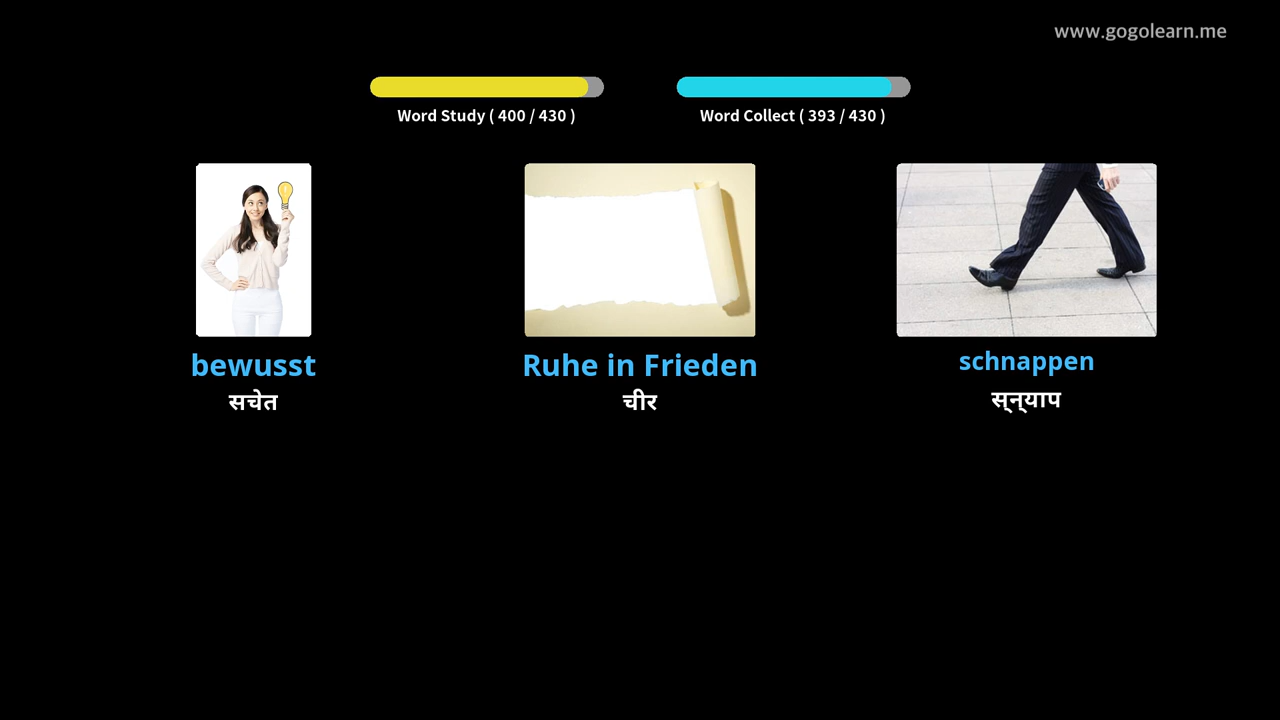 www.gogolearn.me
Word Study ( 400 / 430 )
Word Collect ( 393 / 430 )
bewusst
Ruhe in Frieden
schnappen
सचेत
चीर
स्न्याप